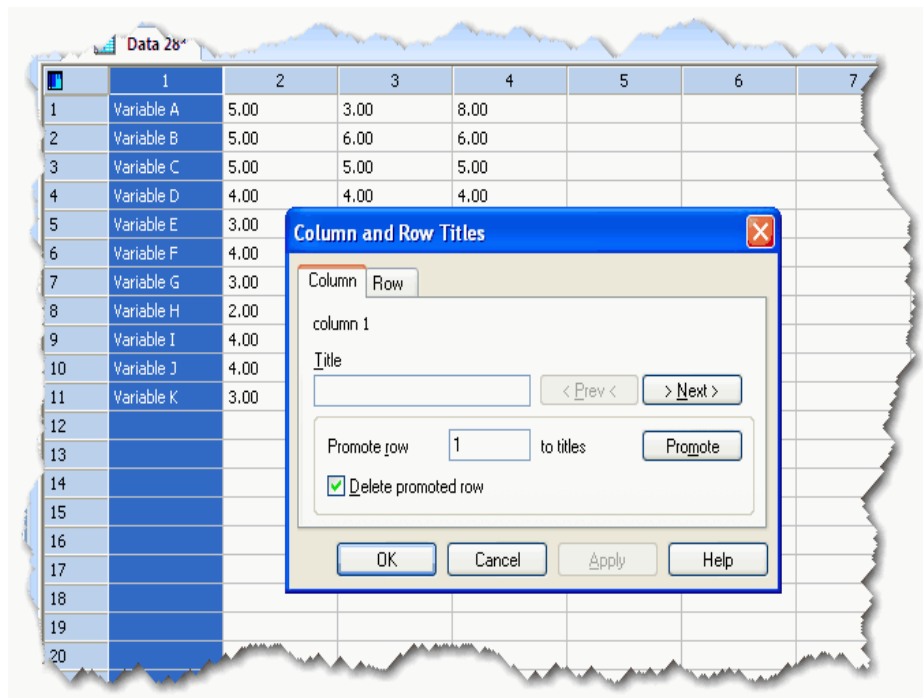 Data 28*
1 2 3 4 5 6 7
1 Variable A 5.00 3.00 8.00
2 Variable B 5.00 6.00 6.00
3 Variable C 5.00 5.00 5.00
4 Variable D 4.00 4.00 4.00
5 Variable E 3.00
6 Variable F 4.00
7 Variable G 3.00
8 Variable H 2.00
9 Variable I 4.00
10 Variable J 4.00
11 Variable K 3.00
12
13
14
15
16
17
18
19
20
Column and Row Titles
Column Row
column 1
Title
< Prev < > Next >
Promote row 1 to titles Promote
Delete promoted row
OK Cancel Apply Help